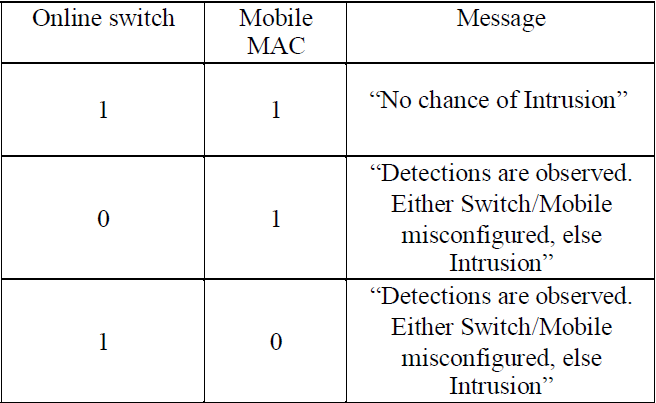 Online switch Mobile MAC Message
1 1 “No chance of Intrusion”
0 1 “Detections are observed. Either Switch/Mobile misconfigured, else Intrusion”
1 0 “Detections are observed. Either Switch/Mobile misconfigured, else Intrusion”